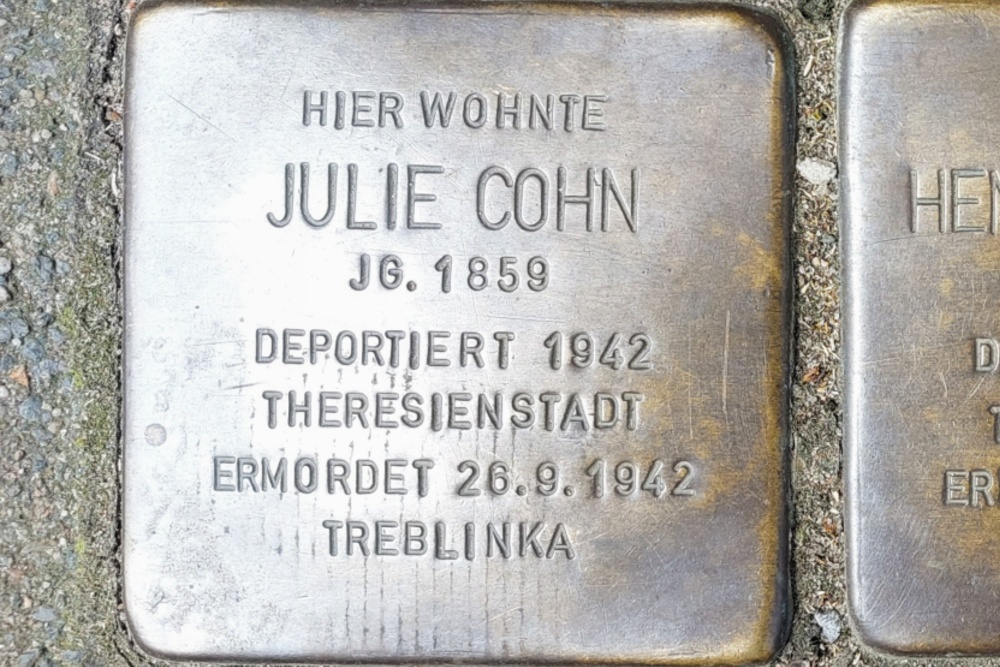 HIER WOHNTE
JULIE COHN
JG. 1859
DEPORTIERT 1942
THERESIENSTADT
ERMORDET 26.9.1942
TREBLINKA